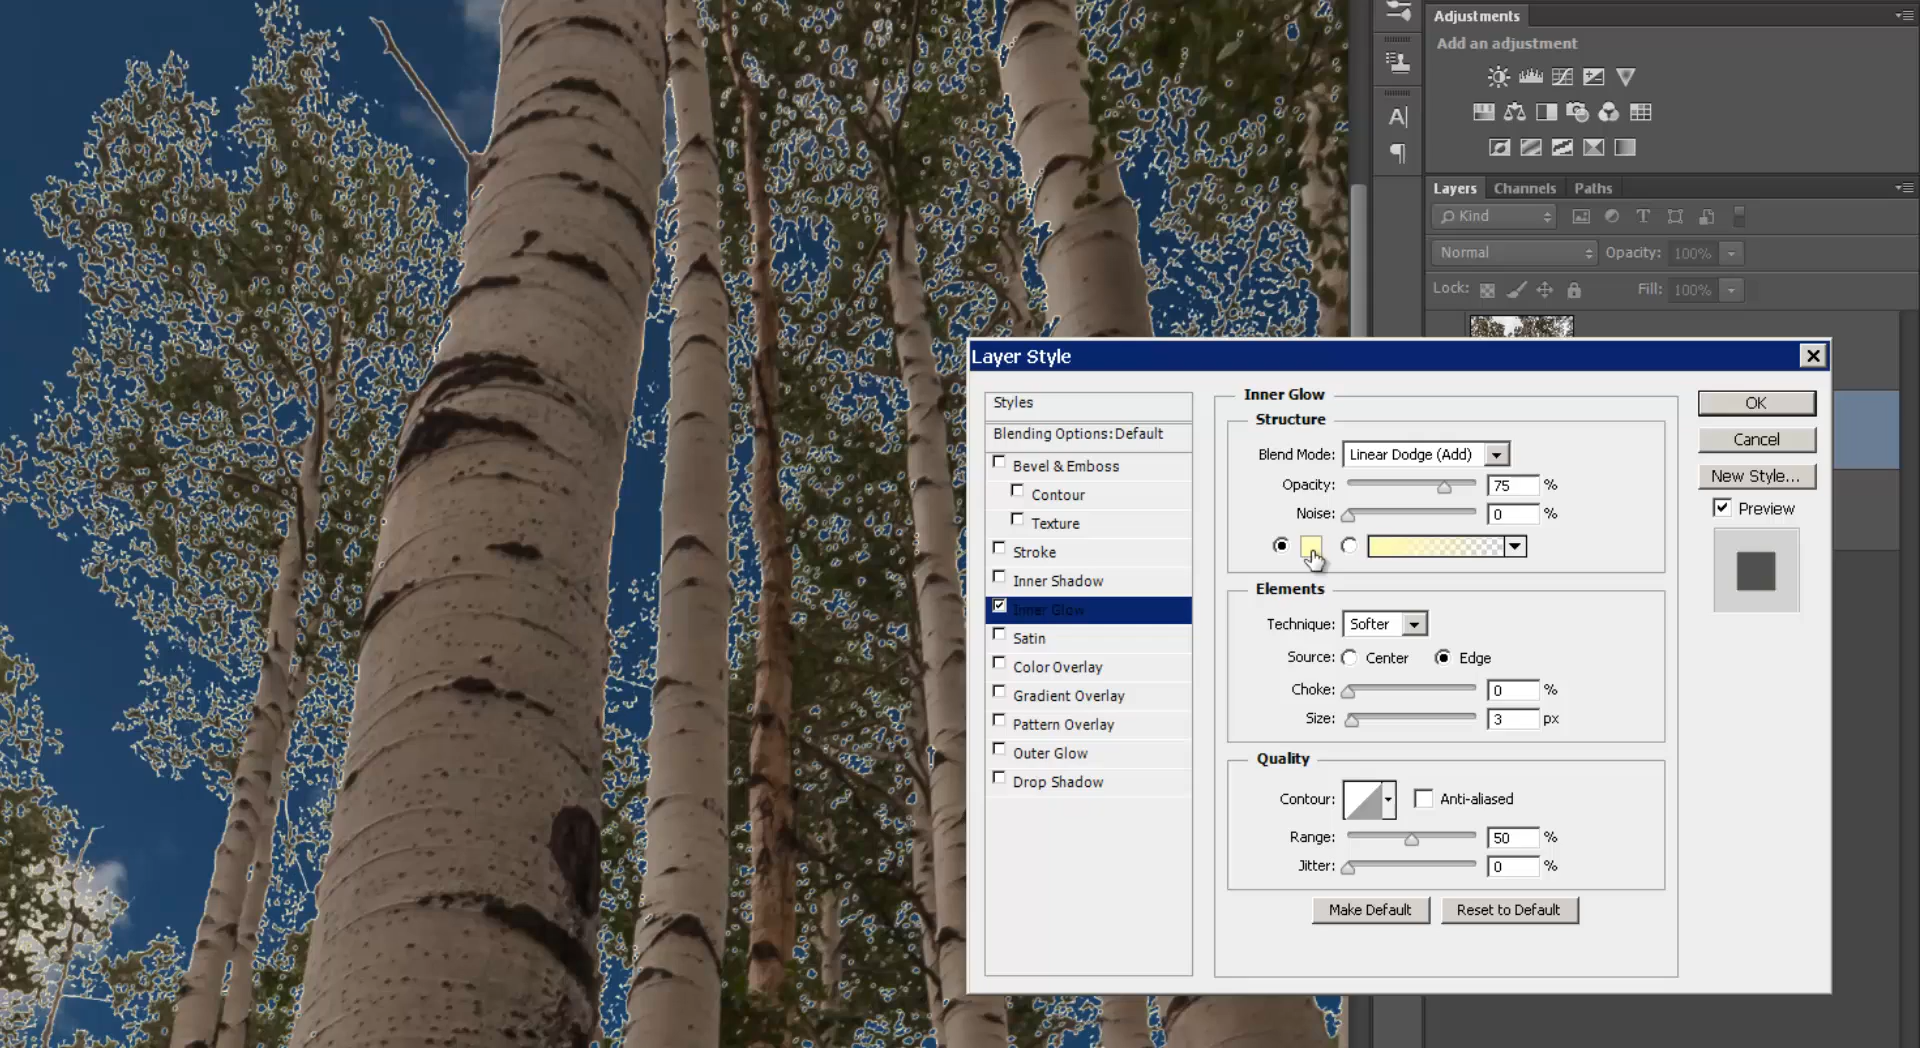 Adjustments
Add an adjustment
Layers Channels Paths
Kind
T
Normal Opacity: 100%
Lock: Fill: 100%
A
Layer Style
Styles
Blending Options: Default
Bevel & Emboss
Contour
Texture
Stroke
Inner Shadow
Inner Glow
Satin
Color Overlay
Gradient Overlay
Pattern Overlay
Outer Glow
Drop Shadow
Inner Glow
Structure
Blend Mode: Linear Dodge (Add)
Opacity: 75 %
Noise: 0 %
Elements
Technique: Softer
Source: Center Edge
Choke: 0 %
Size: 3 px
Quality
Contour: Anti-aliased
Range: 50 %
Jitter: 0 %
Make Default Reset to Default
OK
Cancel
New Style...
Preview